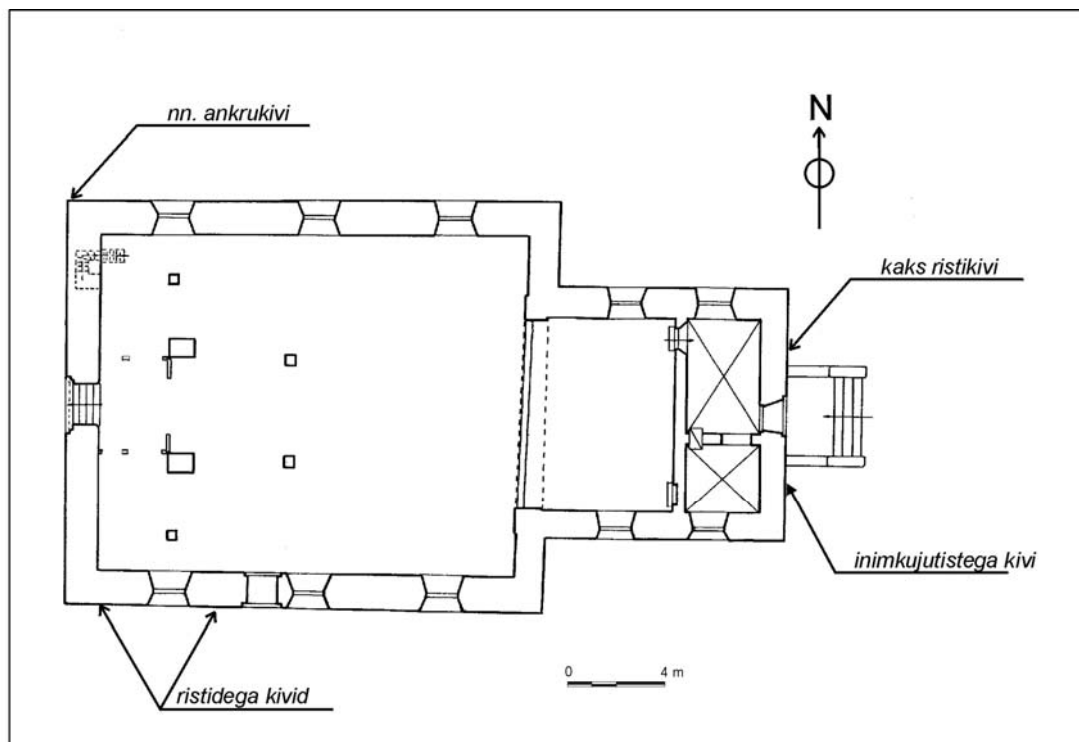 nn. ankrukivi
N
kaks ristikivi
inimkujutistega kivi
ristidega kivid
0 4 m